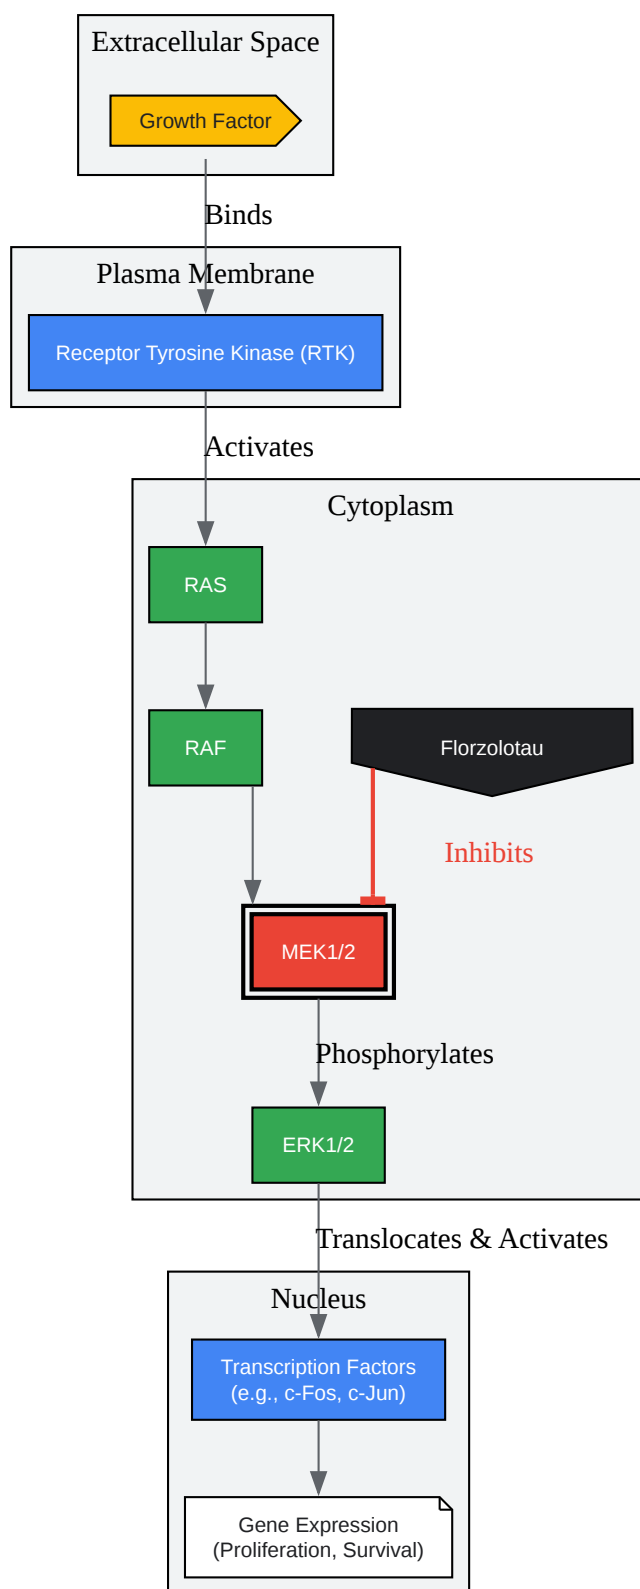 Extracellular Space
Growth Factor
Binds
Plasma Membrane
Receptor Tyrosine Kinase (RTK)
Activates
Cytoplasm
RAS
RAF
Florzolotau
Inhibits
MEK1/2
Phosphorylates
ERK1/2
Translocates & Activates
Nucleus
Transcription Factors
(e.g., c-Fos, c-Jun)
Gene Expression
(Proliferation, Survival)